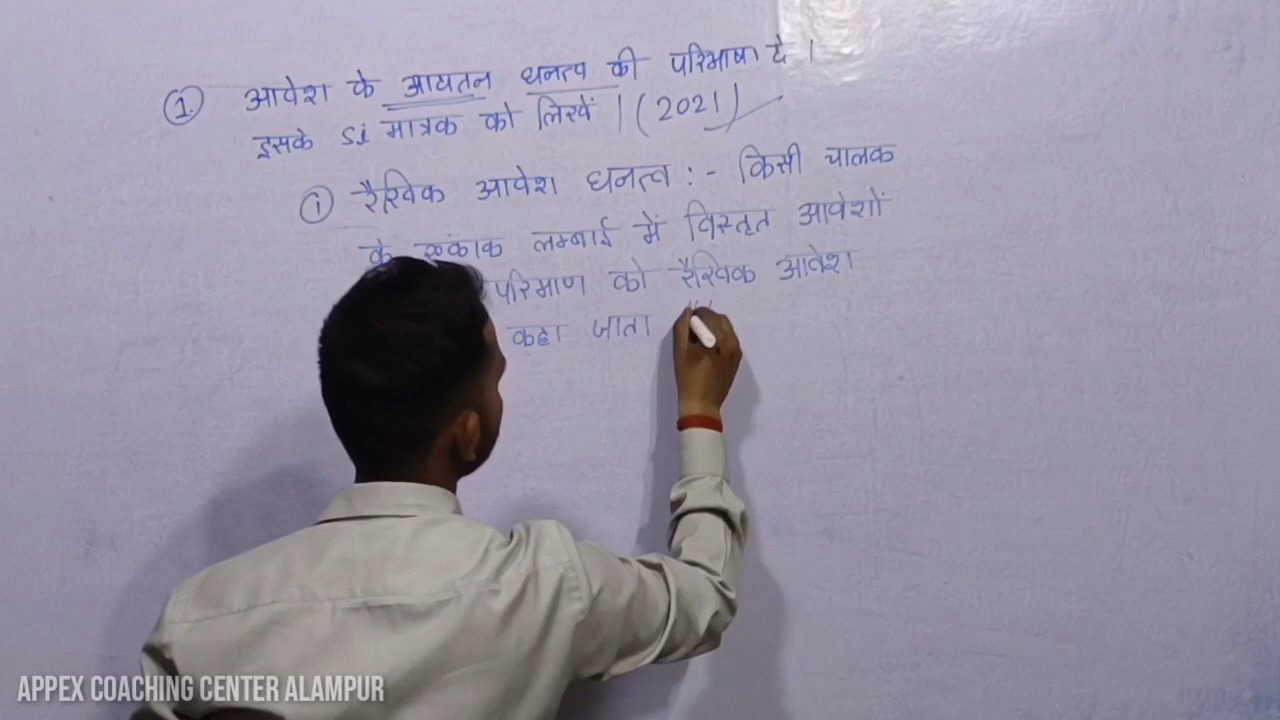 1. आवेश के आयतन घनत्व की परिभाषा दे ।
इसके Si मात्रक को लिखें । (2021)
① रैखिक आवेश घनत्व :- किसी चालक
के एकांक लम्बाई में विस्तृत आवेशों
परिमाण को रैखिक आवेश
कहा जाता
APPEX COACHING CENTER ALAMPUR